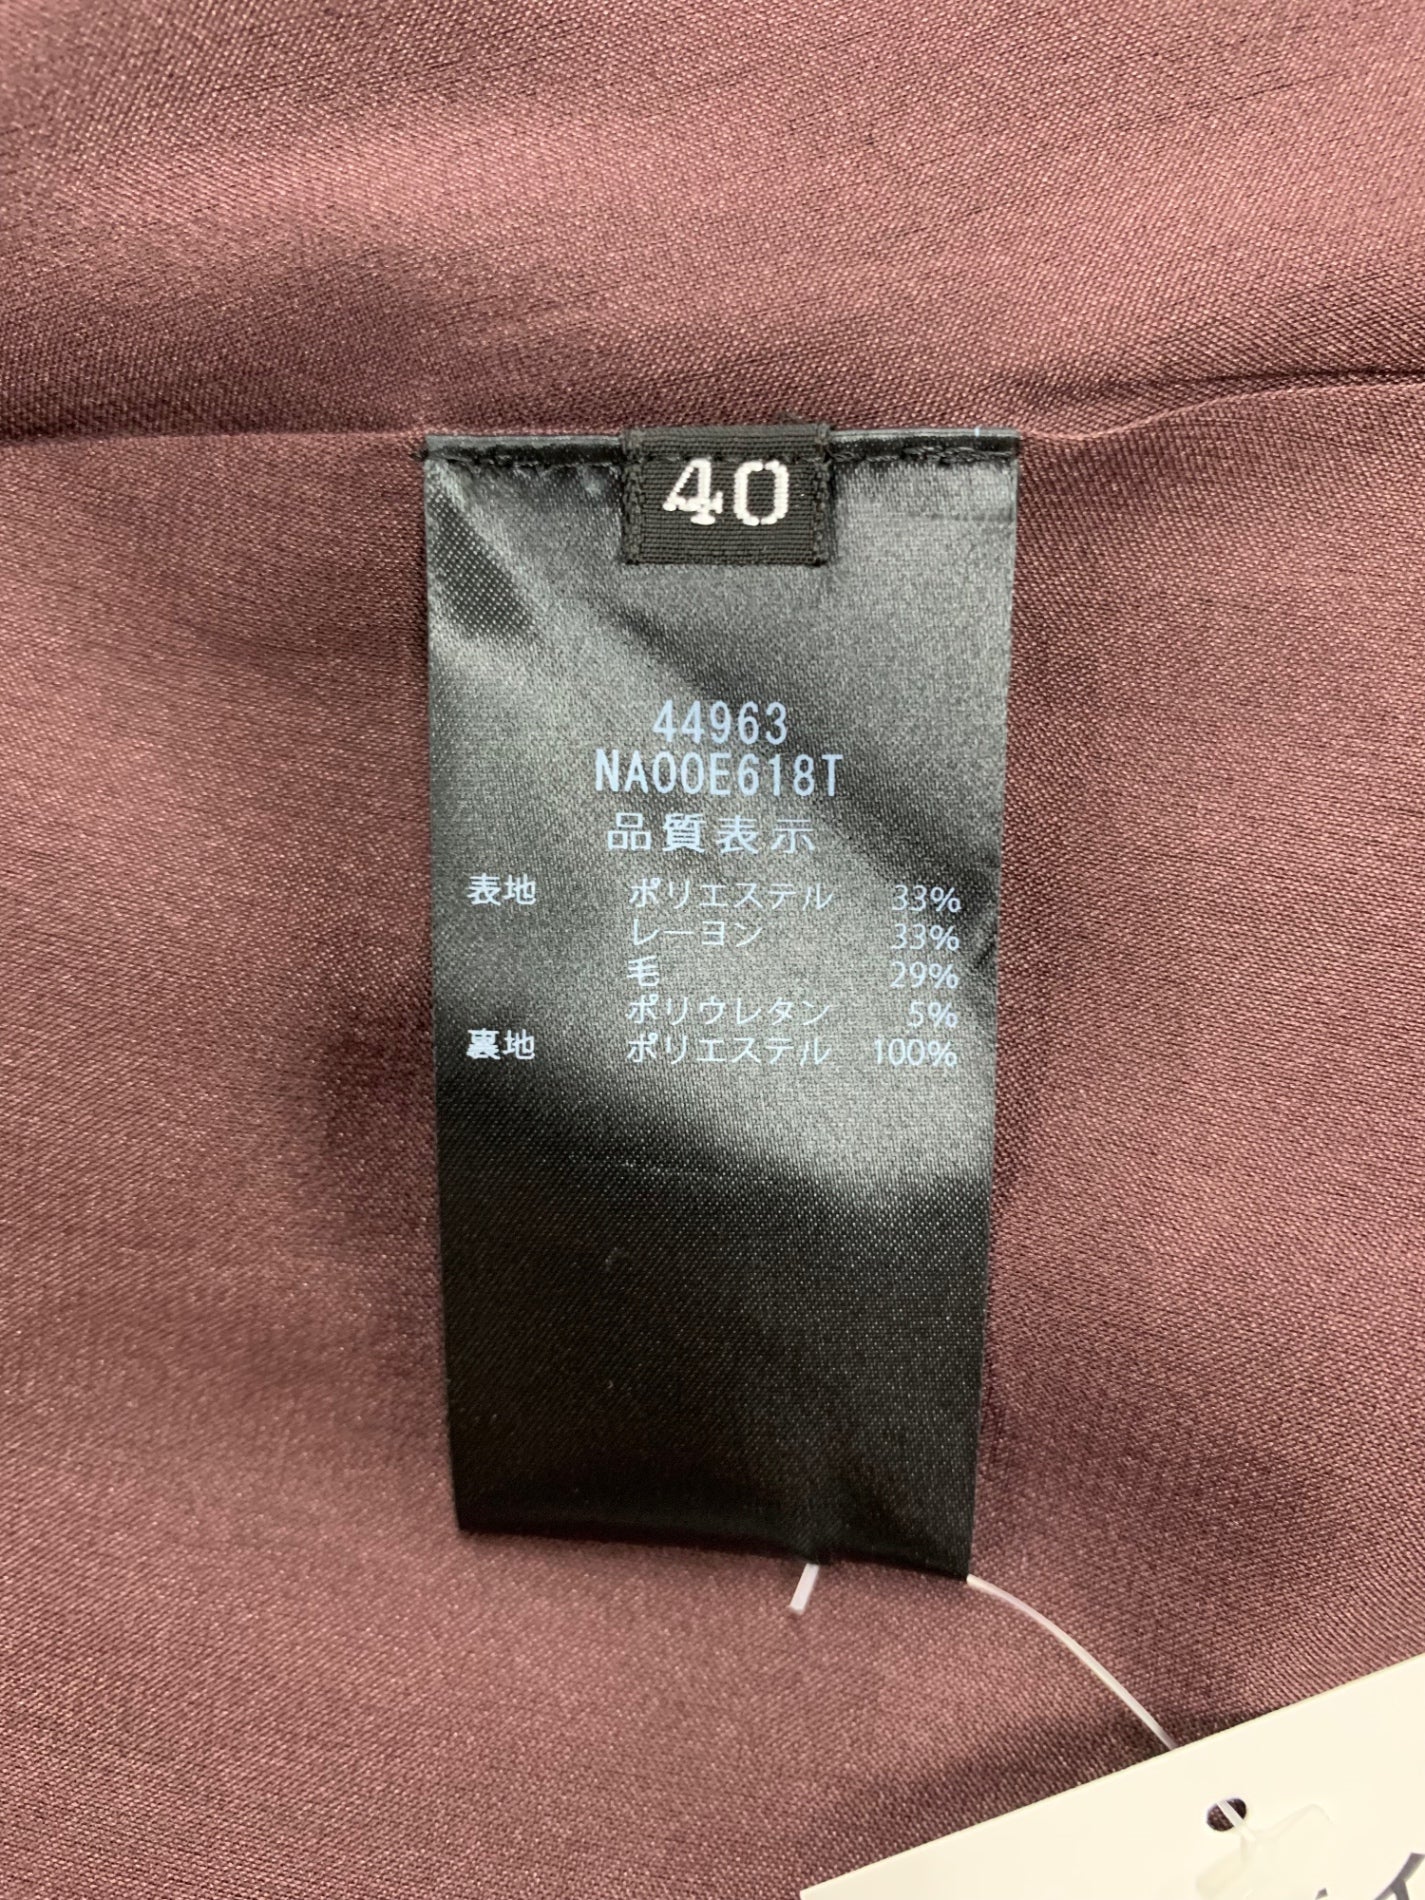 40
44963
NA00E618T
品質表示
表地 ポリエステル 33%
レーヨン 33%
毛 29%
ポリウレタン 5%
裏地 ポリエステル 100%